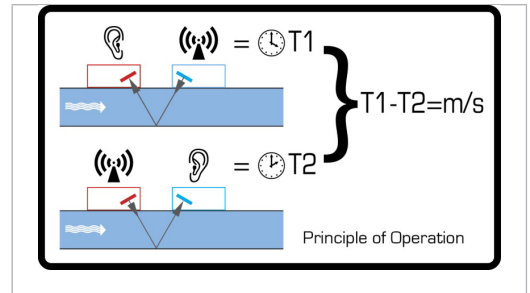 = T1
T1-T2=m/s
= T2
Principle of Operation